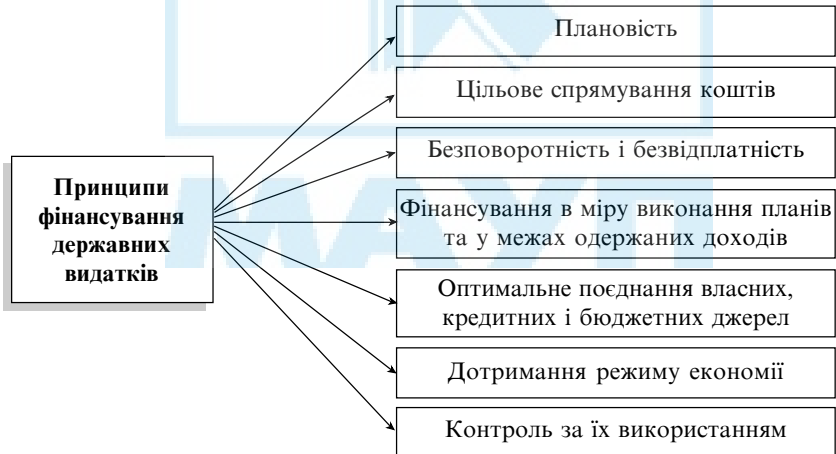 Принципи
фінансування
державних
видатків
Плановість
Цільове спрямування коштів
Безповоротність і безвідплатність
Фінансування в міру виконання планів
та у межах одержаних доходів
Оптимальне поєднання власних,
кредитних і бюджетних джерел
Дотримання режиму економії
Контроль за їх використанням
МАУП